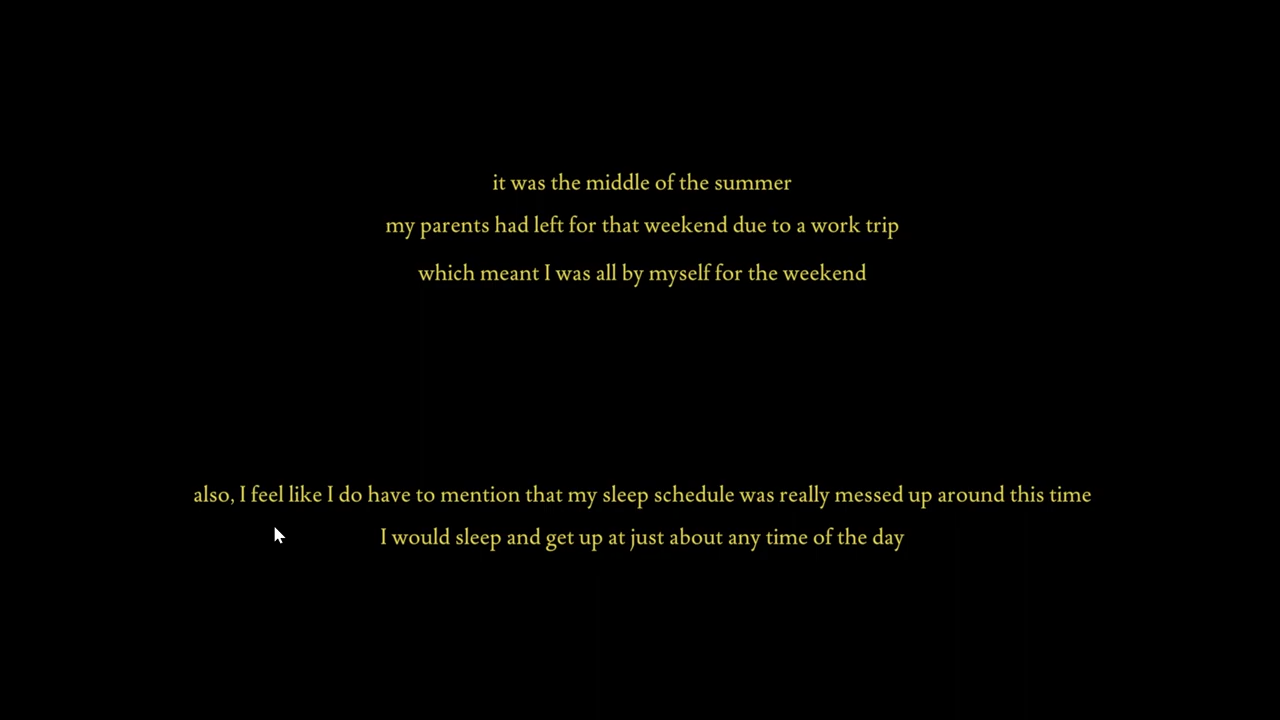 it was the middle of the summer
my parents had left for that weekend due to a work trip
which meant I was all by myself for the weekend
also, I feel like I do have to mention that my sleep schedule was really messed up around this time
I would sleep and get up at just about any time of the day